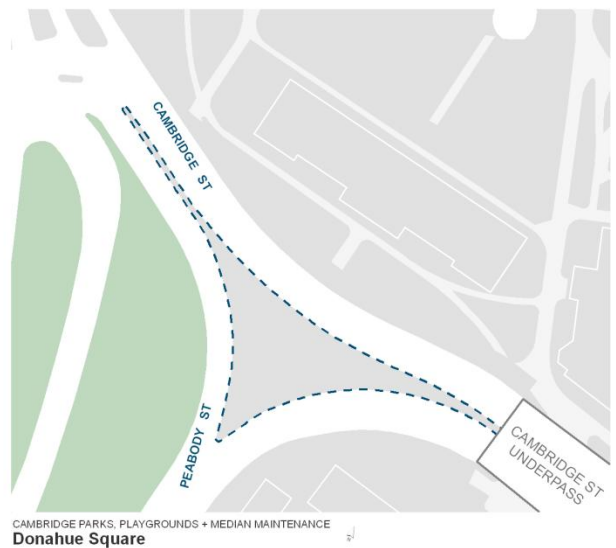 CAMBRIDGE ST
PEABODY ST
CAMBRIDGE ST
UNDERPASS
CAMBRIDGE PARKS, PLAYGROUNDS + MEDIAN MAINTENANCE
Donahue Square